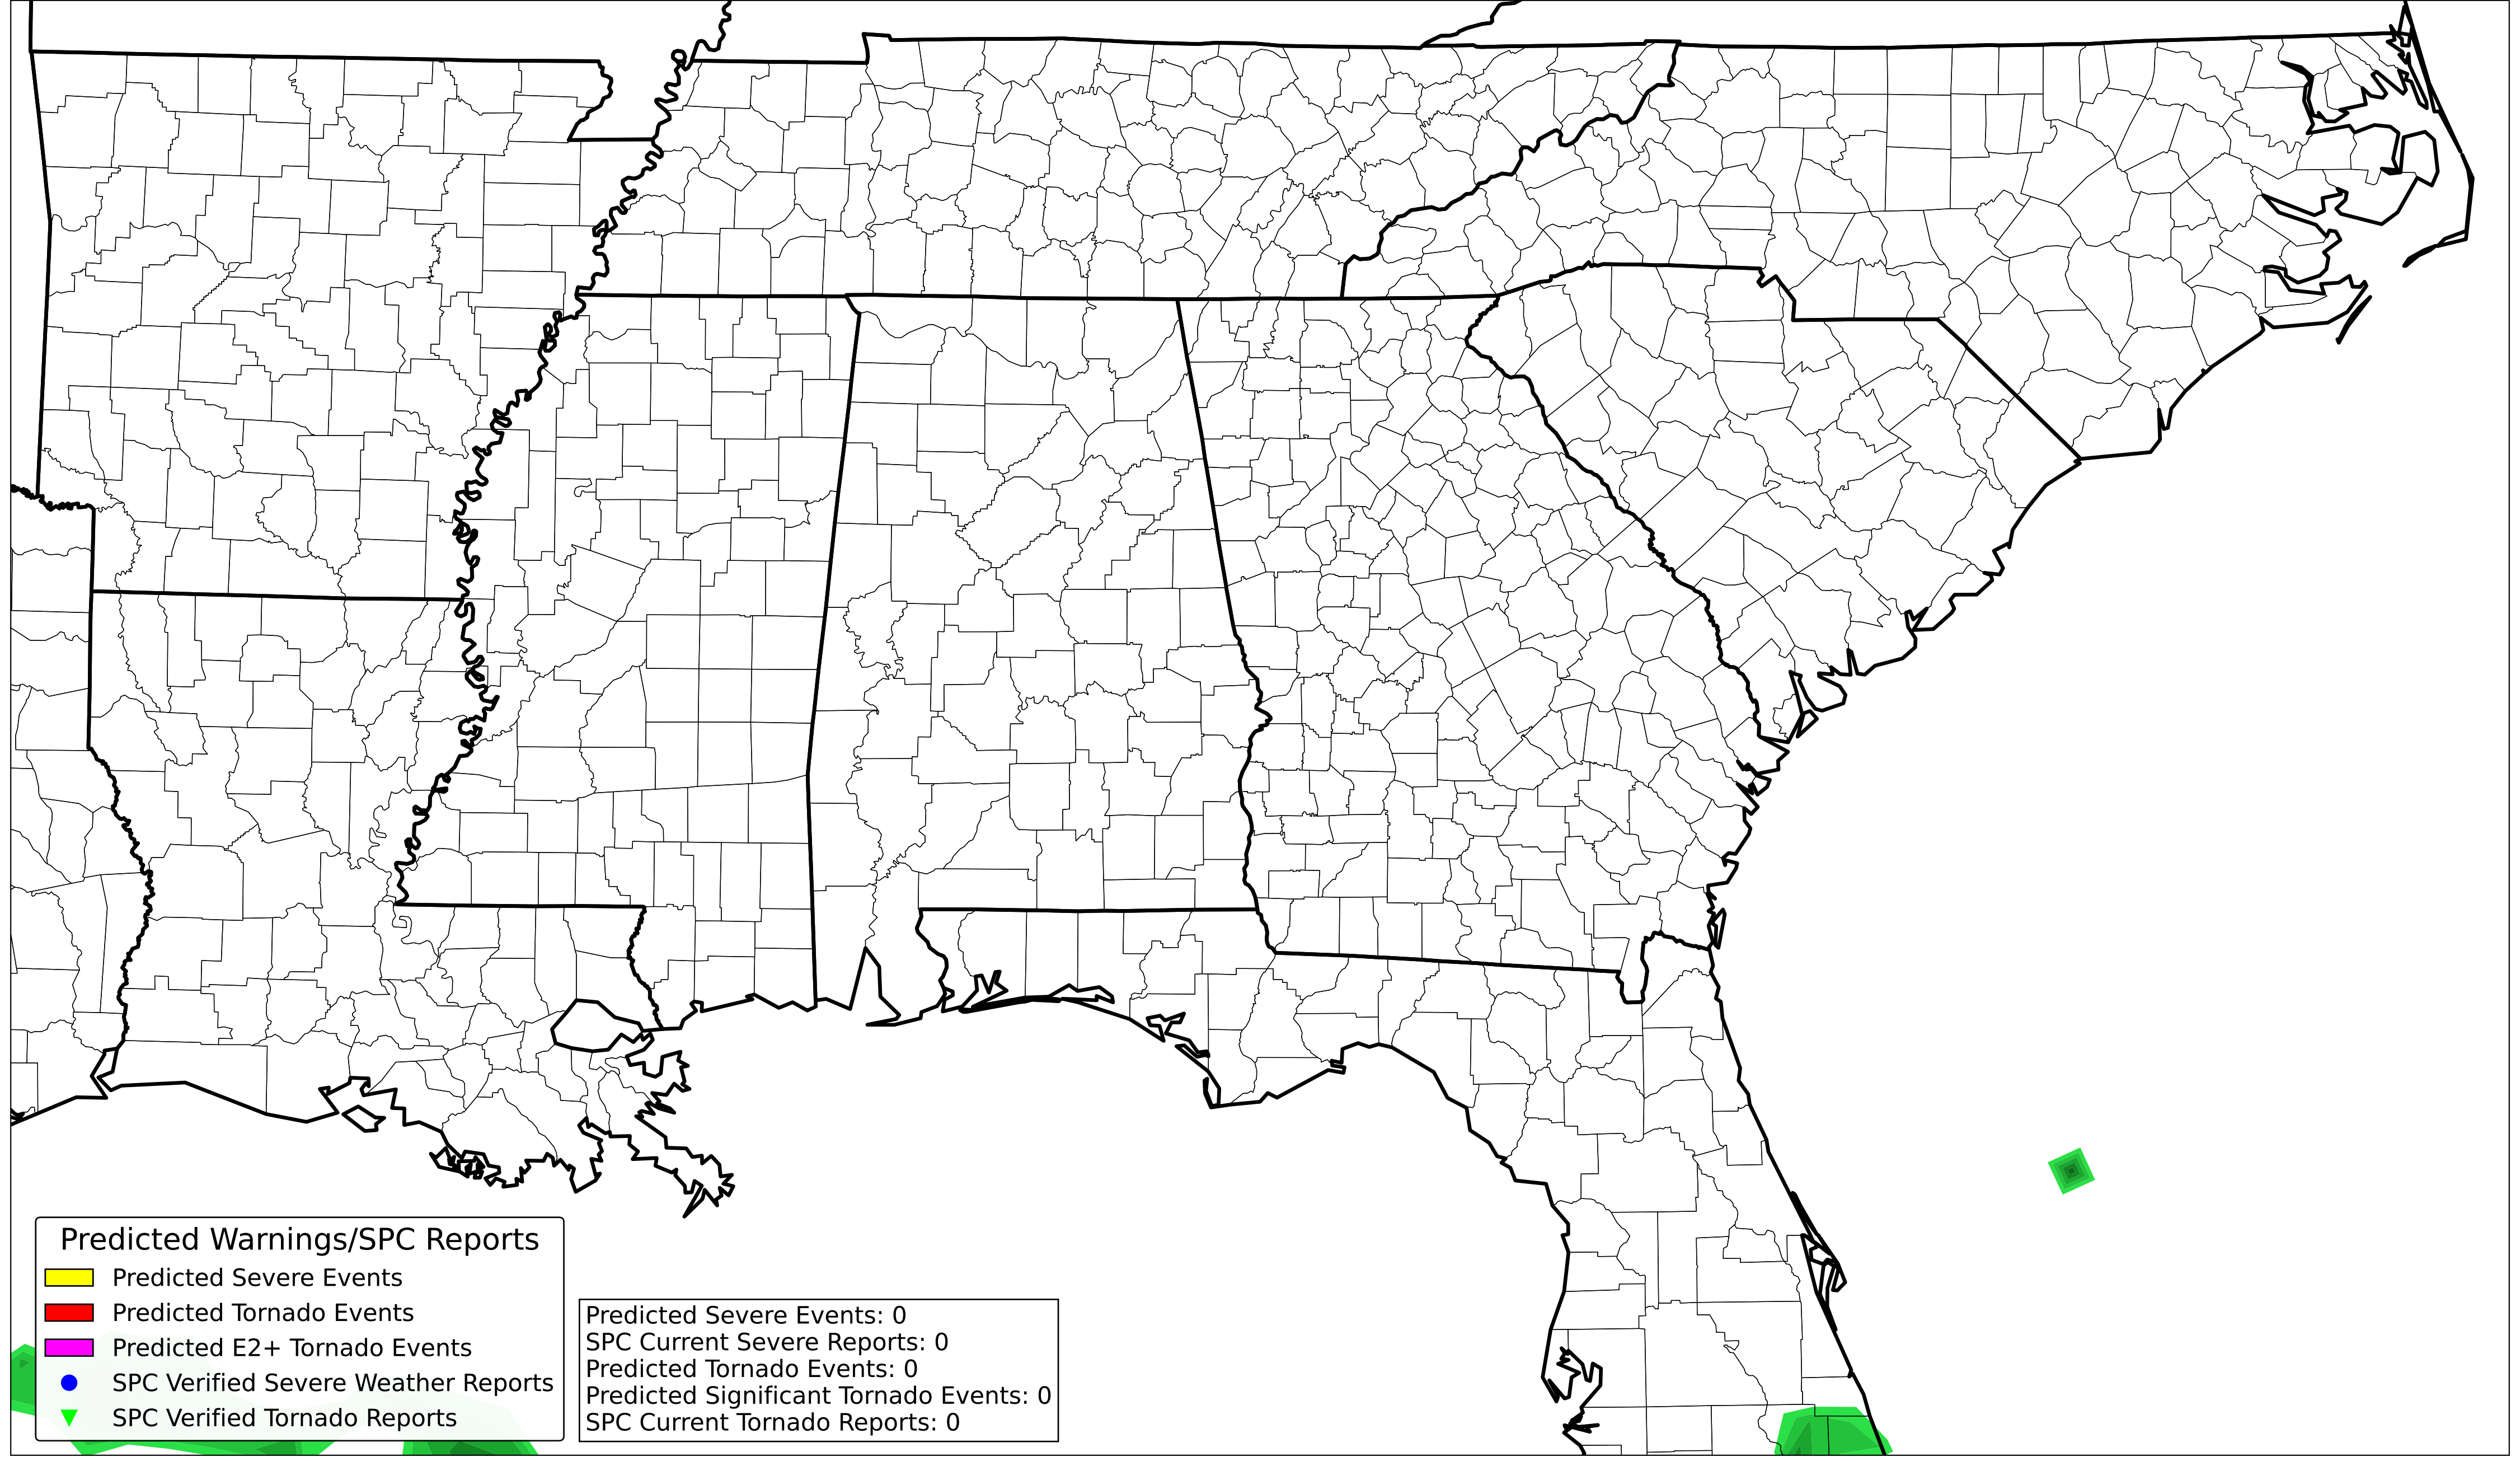 Predicted Warnings/SPC Reports
Predicted Severe Events
Predicted Tornado Events
Predicted E2+ Tornado Events
SPC Verified Severe Weather Reports
SPC Verified Tornado Reports
Predicted Severe Events: 0
SPC Current Severe Reports: 0
Predicted Tornado Events: 0
Predicted Significant Tornado Events: 0
SPC Current Tornado Reports: 0